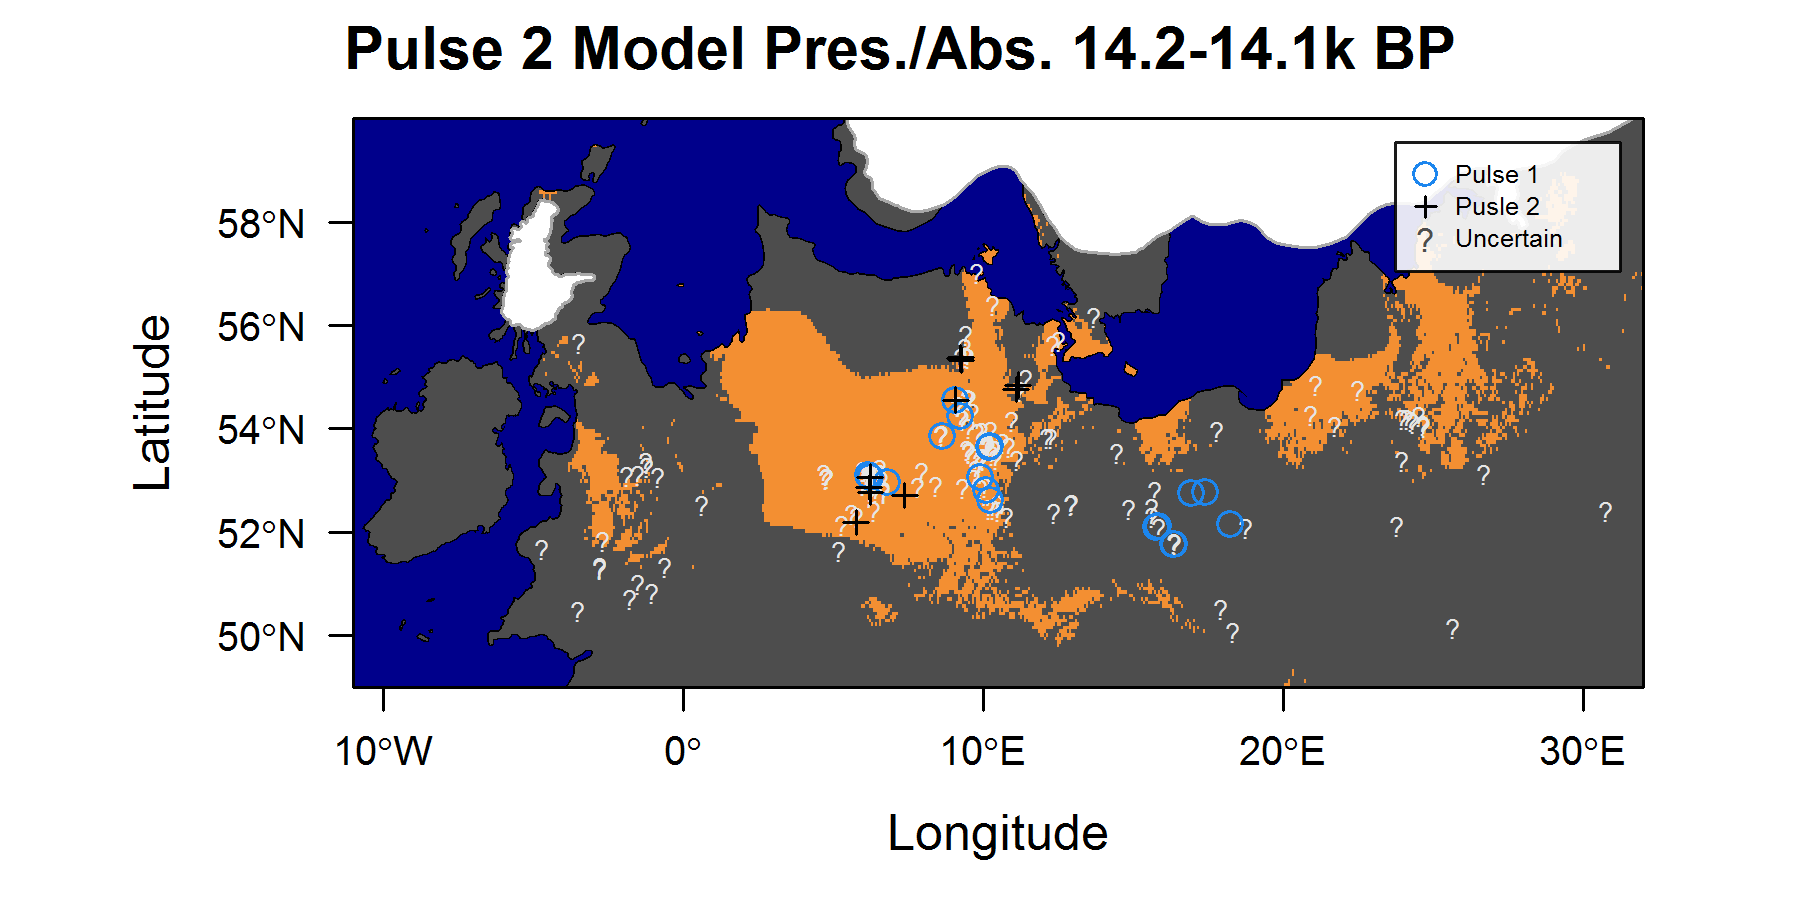 Pulse 2 Model Pres./Abs. 14.2-14.1k BP
Pulse 1
Pusle 2
? Uncertain
58°N
56°N
54°N
52°N
50°N
Latitude
10°W 0° 10°E 20°E 30°E
Longitude